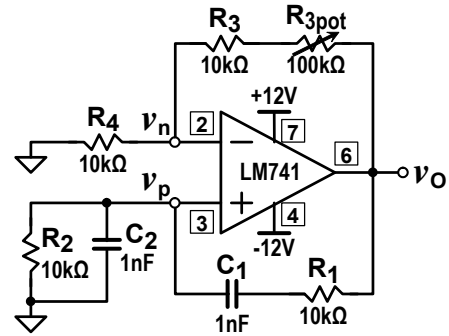 R3
10kΩ
R3pot
100kΩ
+12V
R4
10kΩ
vn
2
7
6
LM741
vO
vp
3
4
-12V
R2
10kΩ
C2
1nF
C1
1nF
R1
10kΩ